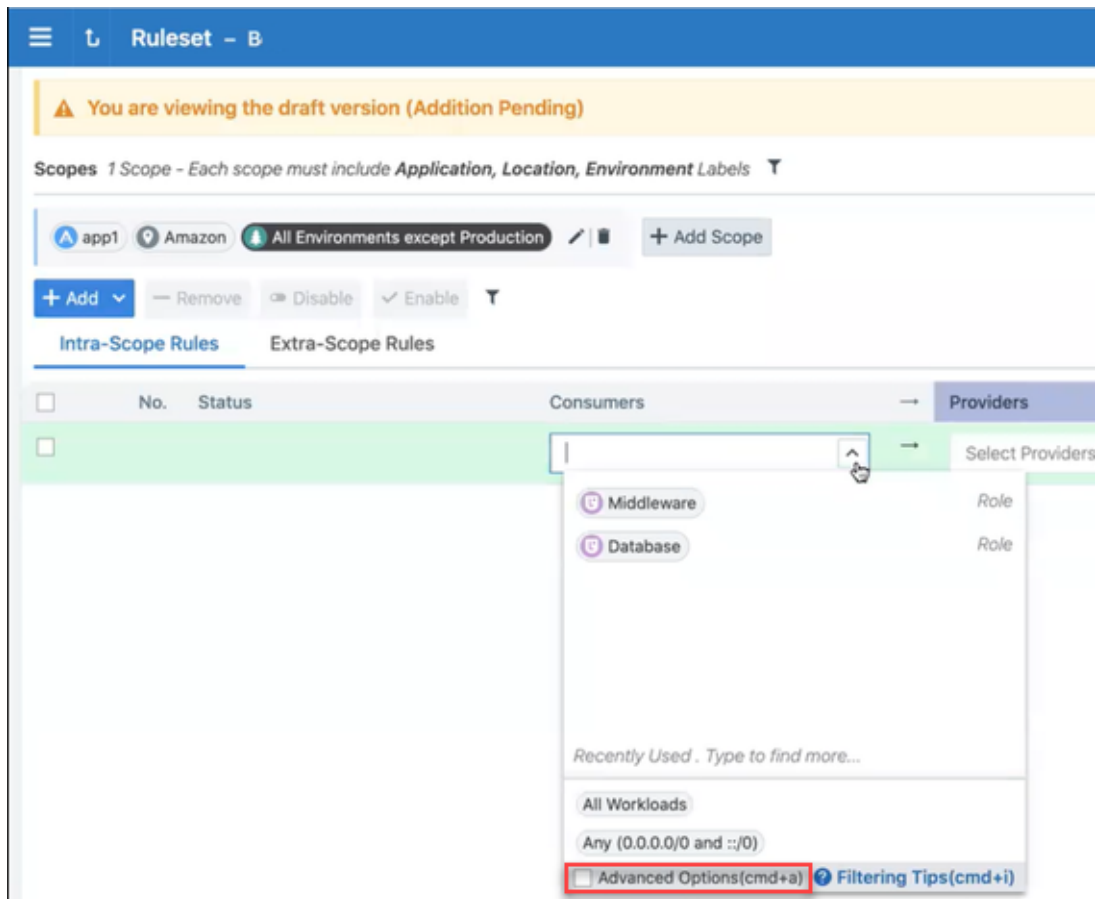 Ruleset – B
You are viewing the draft version (Addition Pending)
Scopes 1 Scope - Each scope must include Application, Location, Environment Labels
app1 Amazon All Environments except Production + Add Scope
+ Add − Remove Disable Enable
Intra-Scope Rules Extra-Scope Rules
No. Status Consumers → Providers
→ Select Providers
Middleware Role
Database Role
Recently Used . Type to find more...
All Workloads
Any (0.0.0.0/0 and ::/0)
Advanced Options(cmd+a) Filtering Tips(cmd+i)